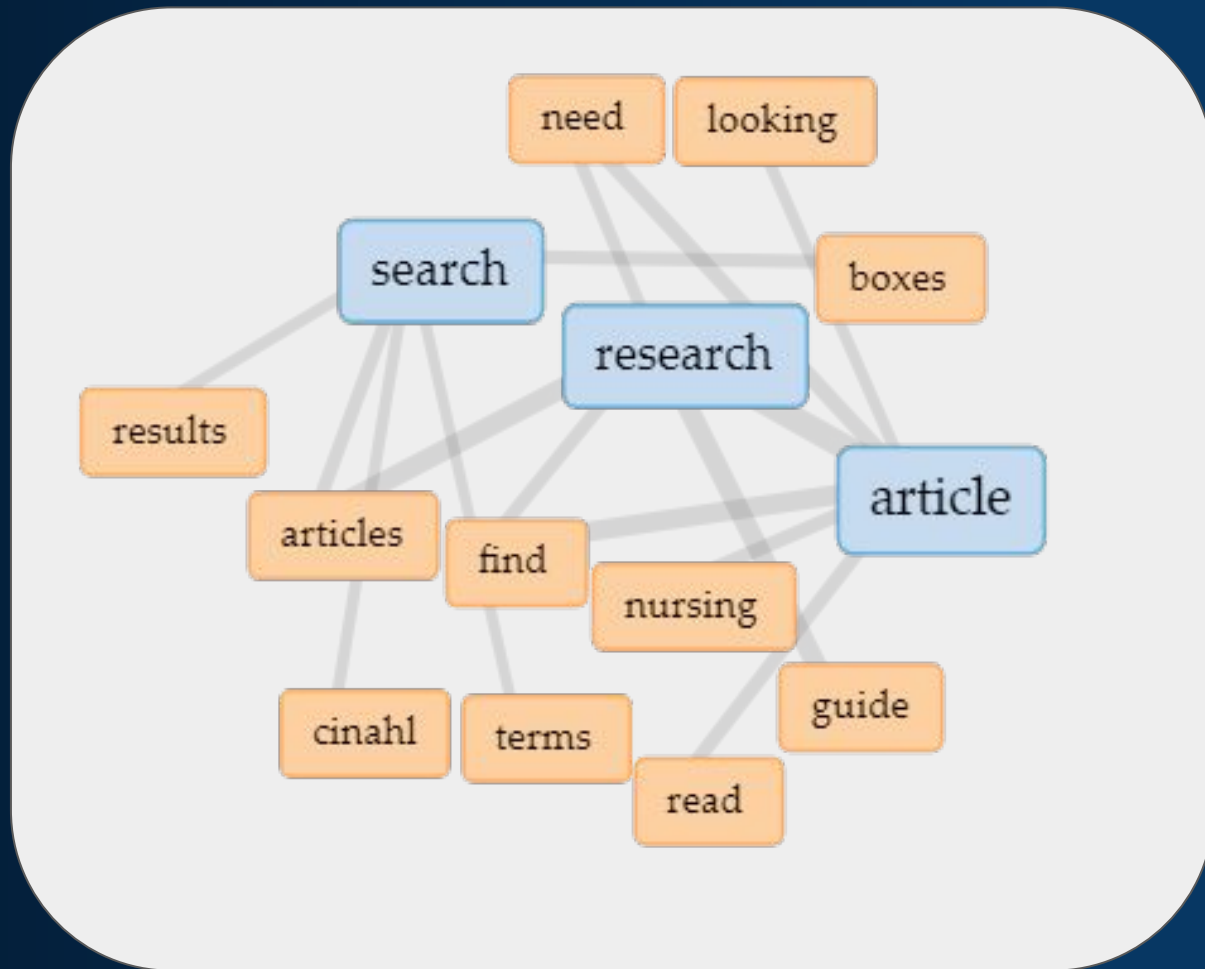 need
looking
search
boxes
research
results
article
articles
find
nursing
guide
cinahl
terms
read